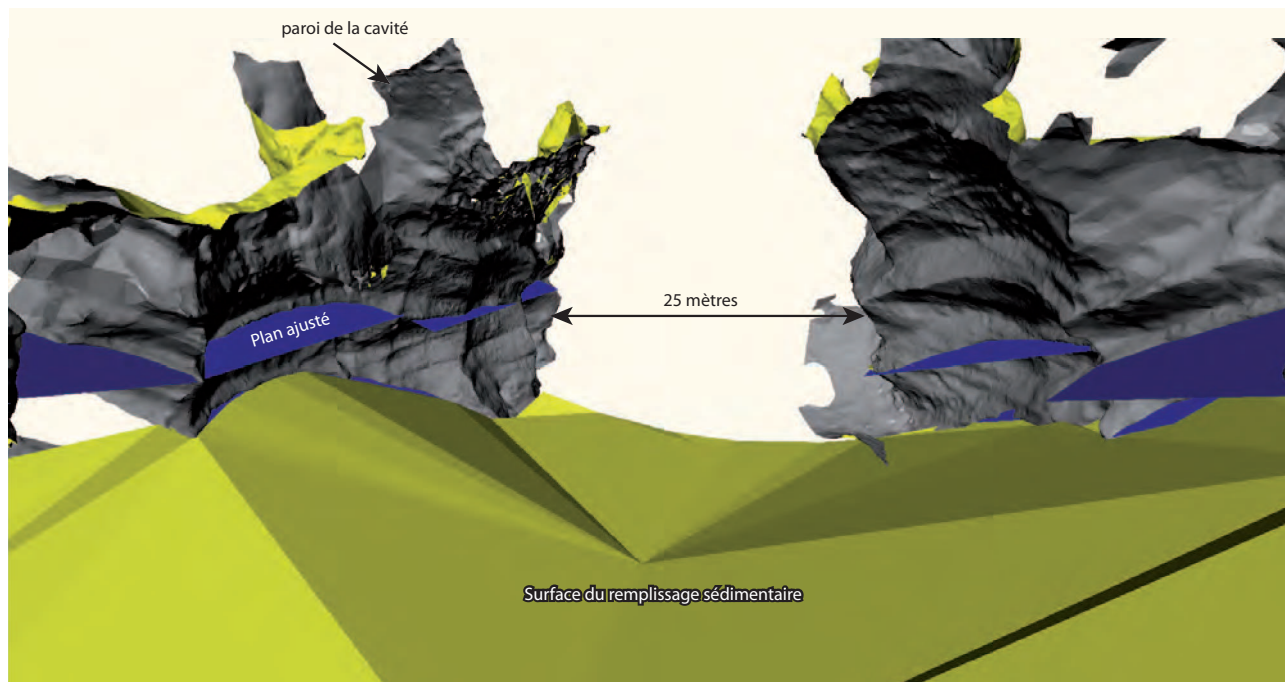 paroi de la cavité
25 mètres
Plan ajusté
Surface du remplissage sédimentaire